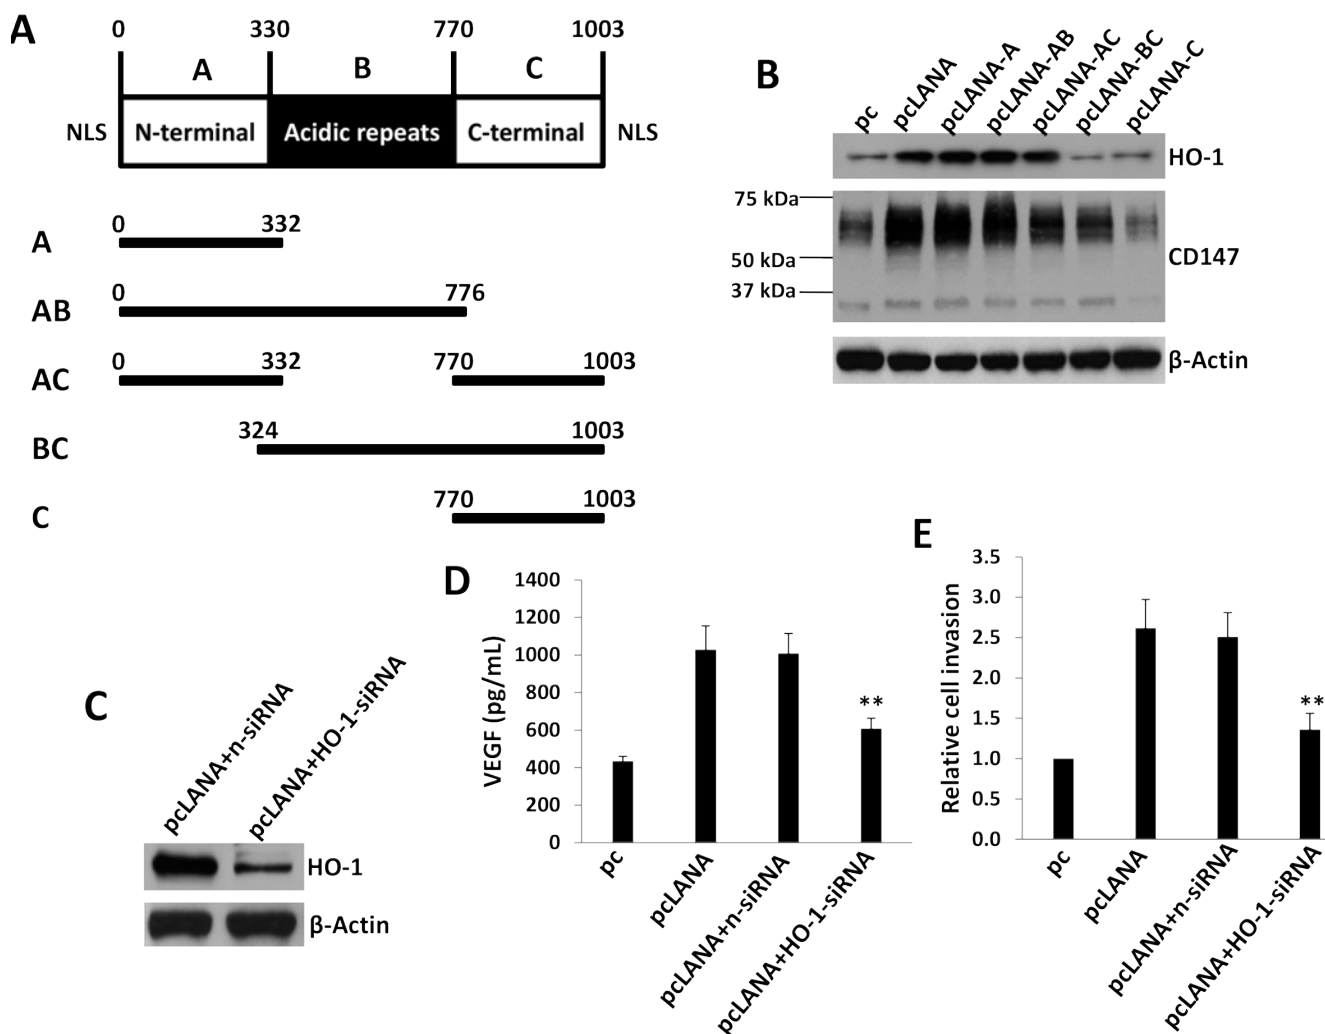 A
0 330 770 1003
A B C
NLS N-terminal Acidic repeats C-terminal NLS
A 0 332
AB 0 776
AC 0 332 770 1003
BC 324 1003
C 770 1003
B
pc pcLANA pcLANA-A pcLANA-AB pcLANA-AC pcLANA-BC pcLANA-C
HO-1
75 kDa
50 kDa
37 kDa
CD147
β-Actin
C
pcLANA+n-siRNA pcLANA+HO-1-siRNA
HO-1
β-Actin
D
VEGF (pg/mL)
1400
1200
1000
800
600
400
200
0
**
pc pcLANA pcLANA+n-siRNA pcLANA+HO-1-siRNA
E
Relative cell invasion
3.5
3.0
2.5
2.0
1.5
1.0
0.5
0.0
**
pc pcLANA pcLANA+n-siRNA pcLANA+HO-1-siRNA